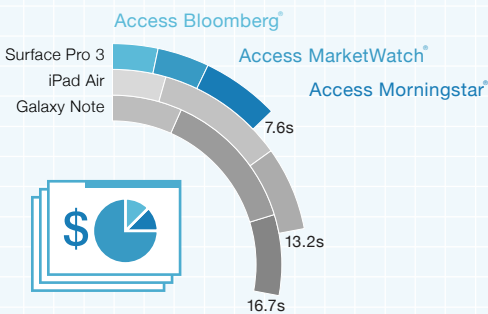 Access Bloomberg®
Surface Pro 3
Access MarketWatch®
iPad Air
Access Morningstar®
Galaxy Note
7.6s
13.2s
$
16.7s